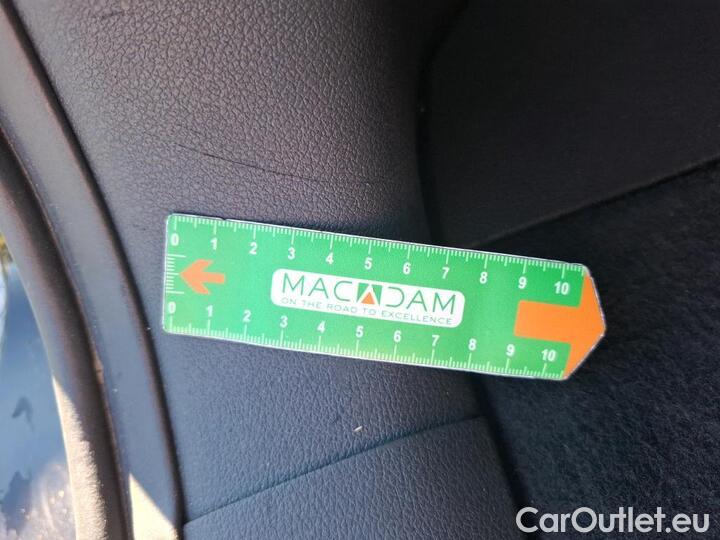 0 1 2 3 4 5 6 7 8 9 10
MACADAM
ON THE ROAD TO EXCELLENCE
0 1 2 3 4 5 6 7 8 9 10
CarOutlet.eu